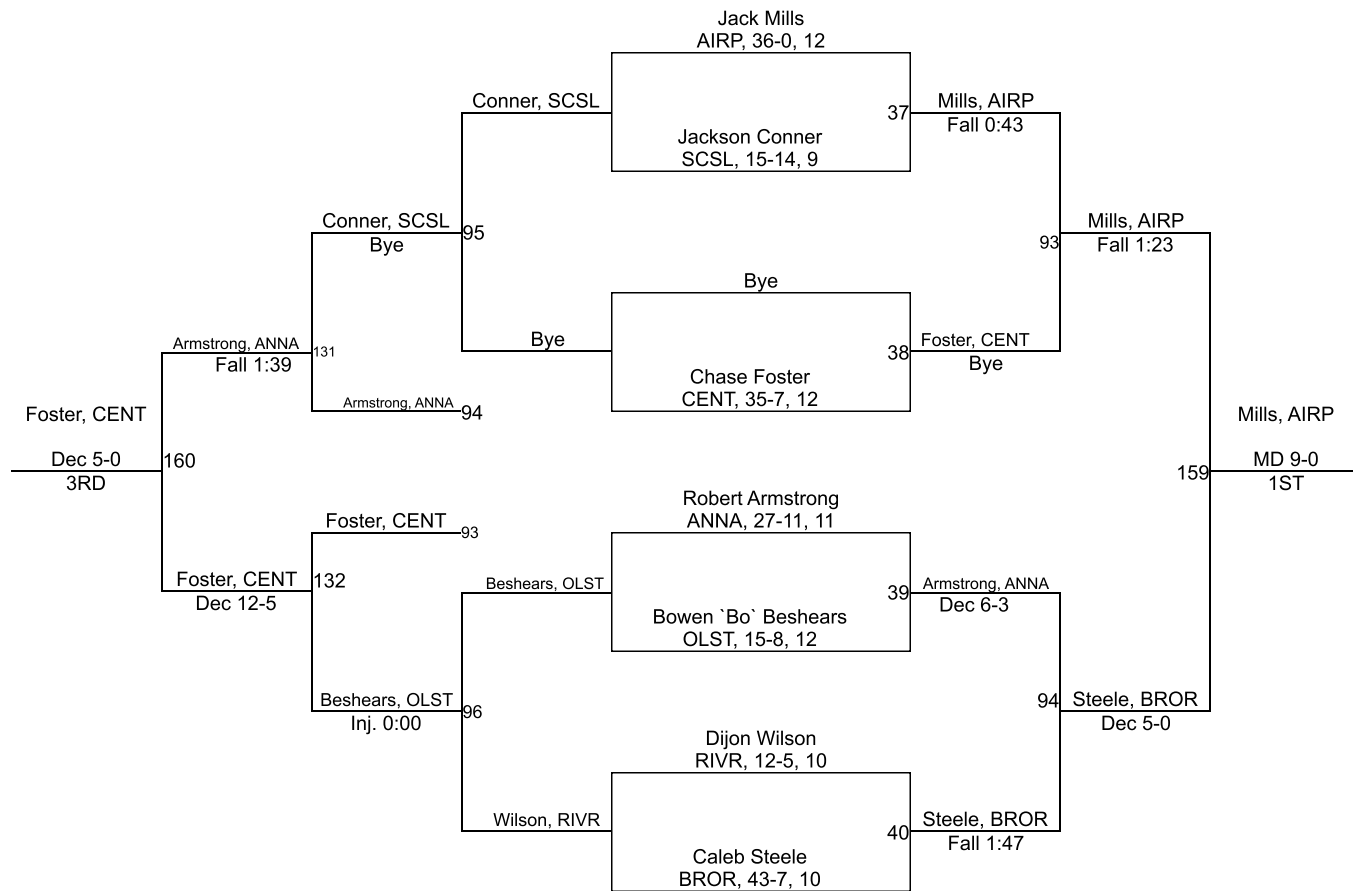 Jack Mills
AIRP, 36-0, 12
Conner, SCSL
37
Mills, AIRP
Fall 0:43
Jackson Conner
SCSL, 15-14, 9
Conner, SCSL
Bye
95
93
Mills, AIRP
Fall 1:23
Bye
Bye
38
Foster, CENT
Bye
Armstrong, ANNA
Fall 1:39
131
Chase Foster
CENT, 35-7, 12
Armstrong, ANNA
94
Foster, CENT
Dec 5-0
3RD
160
Mills, AIRP
MD 9-0
1ST
159
Robert Armstrong
ANNA, 27-11, 11
Foster, CENT
93
Foster, CENT
Dec 12-5
132
Beshears, OLST
39
Armstrong, ANNA
Dec 6-3
Bowen `Bo` Beshears
OLST, 15-8, 12
Beshears, OLST
Inj. 0:00
96
94
Steele, BROR
Dec 5-0
Dijon Wilson
RIVR, 12-5, 10
Wilson, RIVR
40
Steele, BROR
Fall 1:47
Caleb Steele
BROR, 43-7, 10